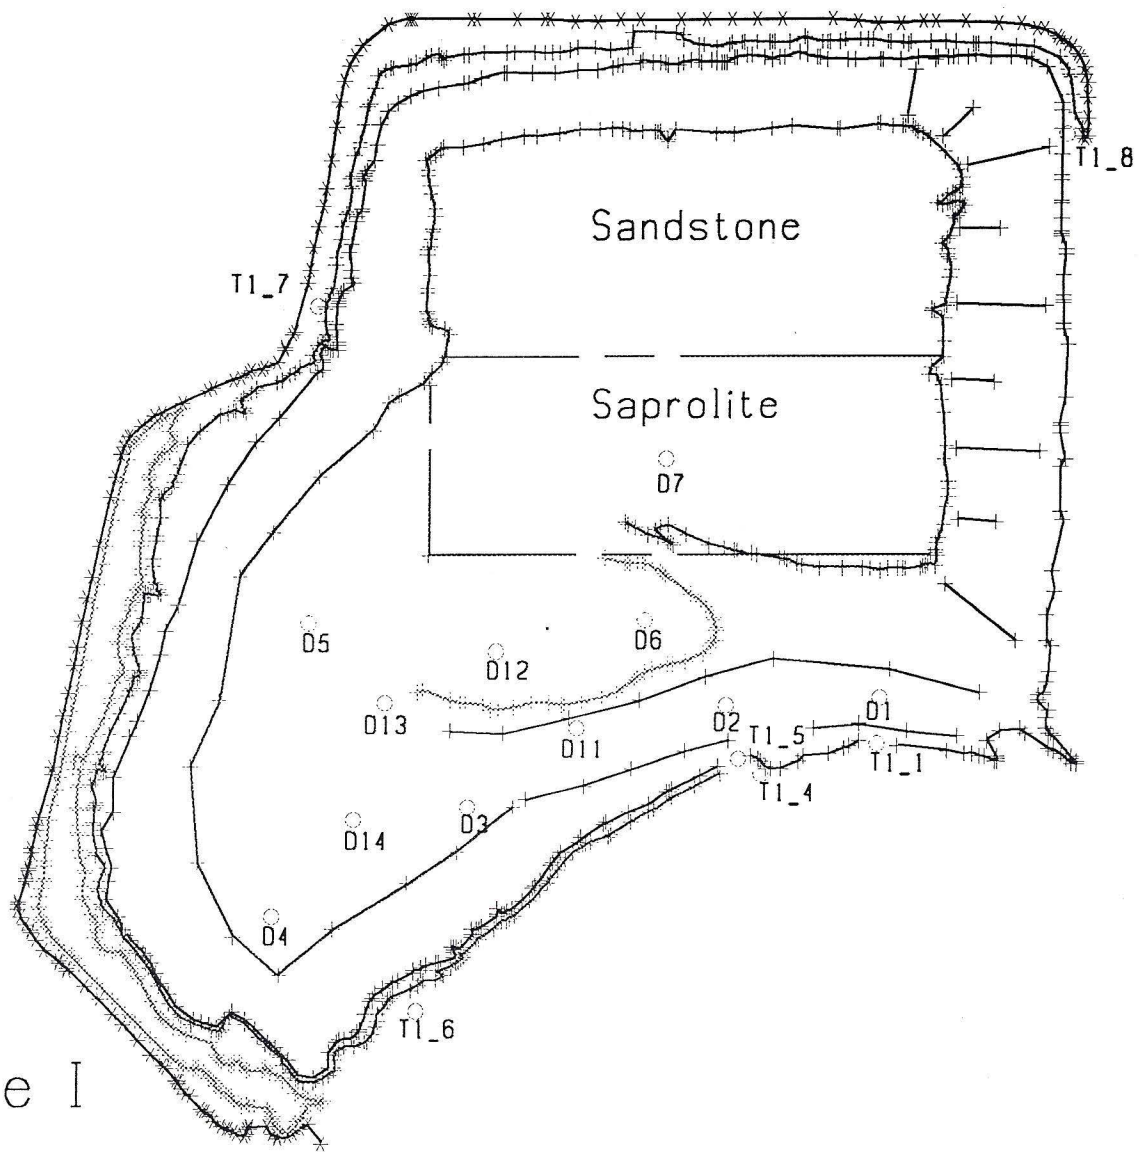 T1_8
Sandstone
T1_7
Saprolite
D7
D5
D6
D12
D13
D2
D1
D11
T1_5
T1_1
T1_4
D14
D3
D4
T1_6
e I